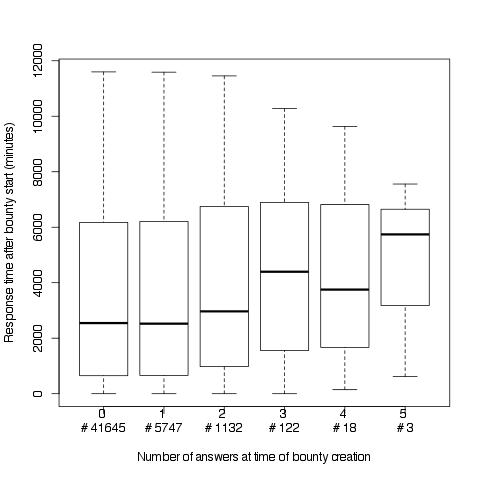 Response time after bounty start (minutes)
12000
10000
8000
6000
4000
2000
0
0 1 2 3 4 5
# 41645 # 5747 # 1132 # 122 # 18 # 3
Number of answers at time of bounty creation